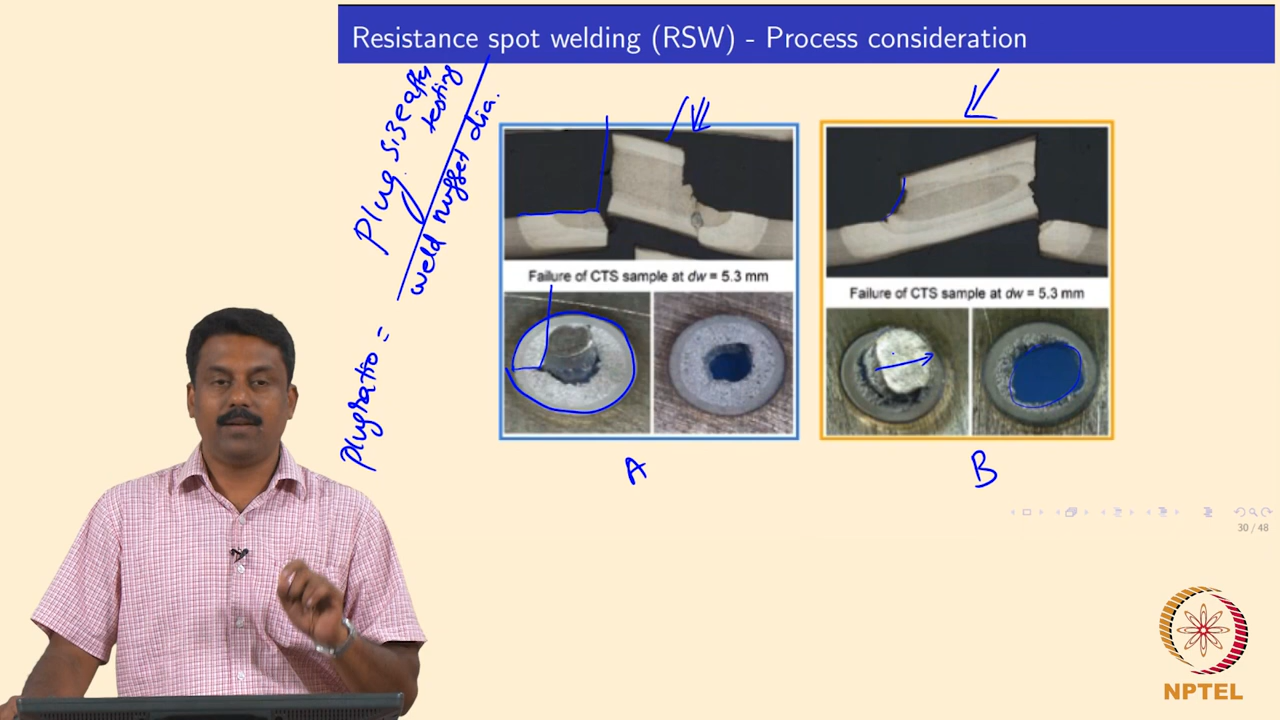 Resistance spot welding (RSW) - Process consideration
Plug ratio =
Plug size after
testing
weld nugget dia.
Failure of CTS sample at dw = 5.3 mm
Failure of CTS sample at dw = 5.3 mm
A
B
30 / 48
NPTEL